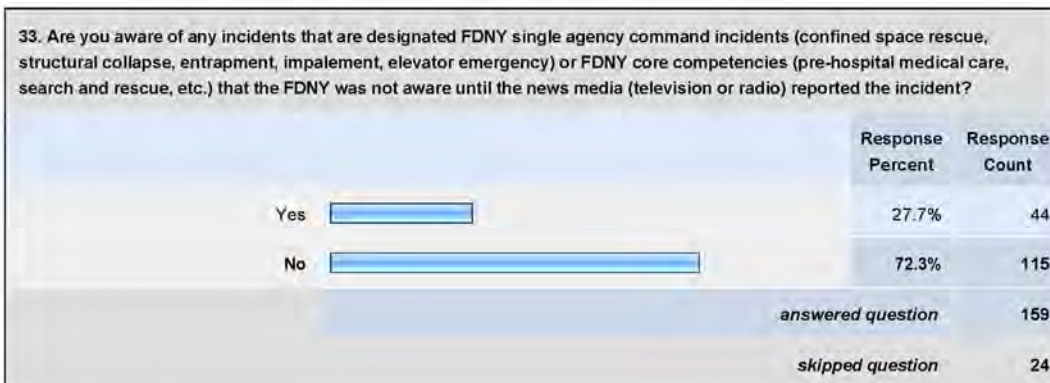 33. Are you aware of any incidents that are designated FDNY single agency command incidents (confined space rescue,
structural collapse, entrapment, impalement, elevator emergency) or FDNY core competencies (pre-hospital medical care,
search and rescue, etc.) that the FDNY was not aware until the news media (television or radio) reported the incident?
Response Percent Response Count
Yes 27.7% 44
No 72.3% 115
answered question 159
skipped question 24